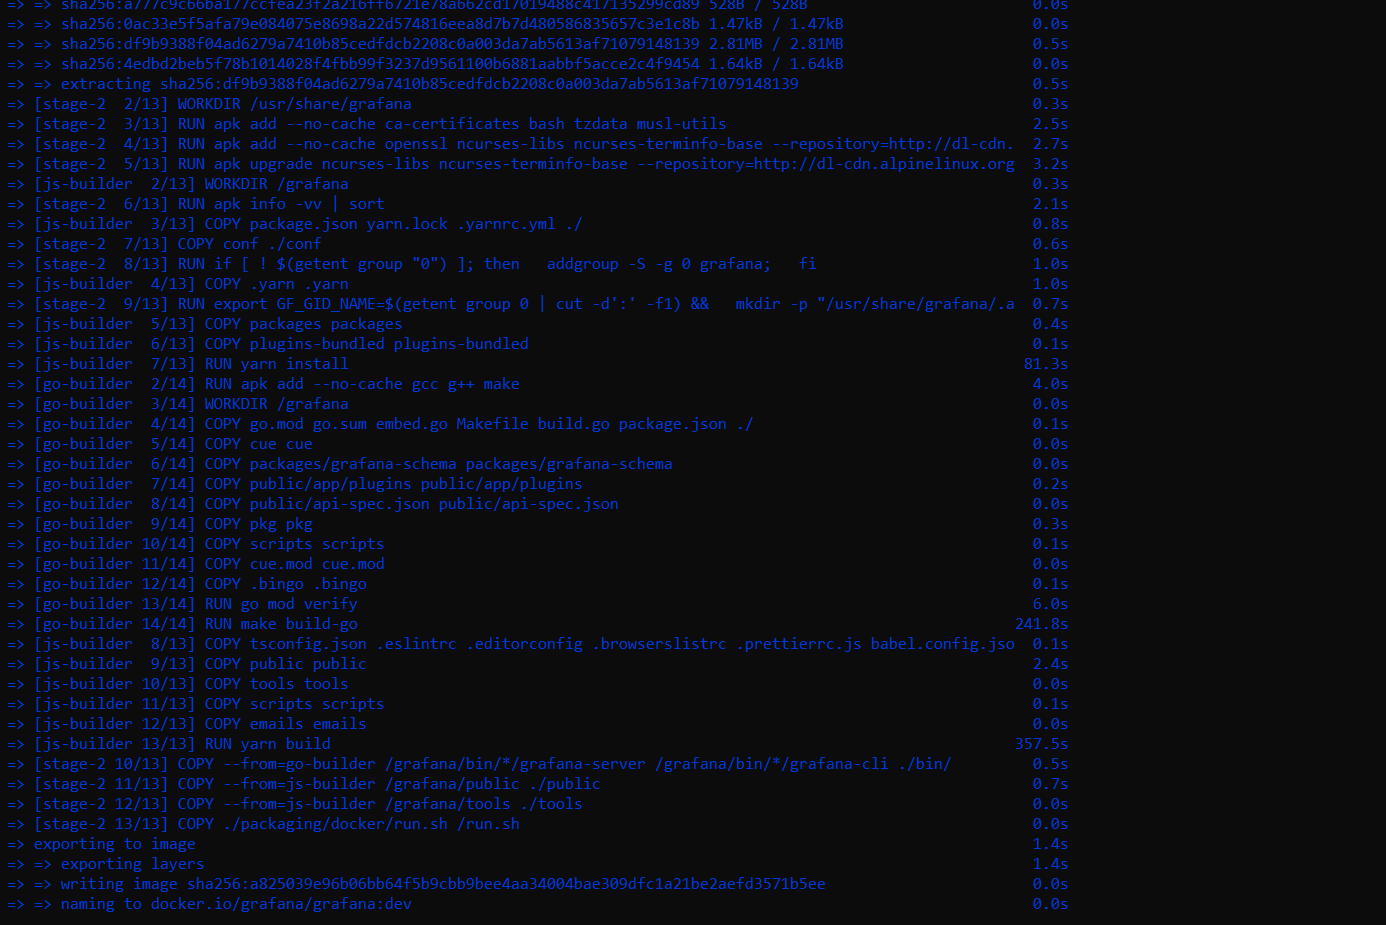 => => sha256:a777c9c66ba177ccfea23f2a216ff6721e78a662cd17019488c417135299cd89 528B / 528B 0.0s
=> => sha256:0ac33e5f5afa79e084075e8698a22d574816eea8d7b7d480586835657c3e1c8b 1.47kB / 1.47kB 0.0s
=> => sha256:df9b9388f04ad6279a7410b85cedfdcb2208c0a003da7ab5613af71079148139 2.81MB / 2.81MB 0.5s
=> => sha256:4edbd2beb5f78b1014028f4fbb99f3237d9561100b6881aabbf5acce2c4f9454 1.64kB / 1.64kB 0.0s
=> => extracting sha256:df9b9388f04ad6279a7410b85cedfdcb2208c0a003da7ab5613af71079148139 0.5s
=> [stage-2  2/13] WORKDIR /usr/share/grafana 0.3s
=> [stage-2  3/13] RUN apk add --no-cache ca-certificates bash tzdata musl-utils 2.5s
=> [stage-2  4/13] RUN apk add --no-cache openssl ncurses-libs ncurses-terminfo-base --repository=http://dl-cdn. 2.7s
=> [stage-2  5/13] RUN apk upgrade ncurses-libs ncurses-terminfo-base --repository=http://dl-cdn.alpinelinux.org 3.2s
=> [js-builder  2/13] WORKDIR /grafana 0.3s
=> [stage-2  6/13] RUN apk info -vv | sort 2.1s
=> [js-builder  3/13] COPY package.json yarn.lock .yarnrc.yml ./ 0.8s
=> [stage-2  7/13] COPY conf ./conf 0.6s
=> [stage-2  8/13] RUN if [ ! $(getent group "0") ]; then   addgroup -S -g 0 grafana;   fi 1.0s
=> [js-builder  4/13] COPY .yarn .yarn 1.0s
=> [stage-2  9/13] RUN export GF_GID_NAME=$(getent group 0 | cut -d':' -f1) &&   mkdir -p "/usr/share/grafana/.a 0.7s
=> [js-builder  5/13] COPY packages packages 0.4s
=> [js-builder  6/13] COPY plugins-bundled plugins-bundled 0.1s
=> [js-builder  7/13] RUN yarn install 81.3s
=> [go-builder  2/14] RUN apk add --no-cache gcc g++ make 4.0s
=> [go-builder  3/14] WORKDIR /grafana 0.0s
=> [go-builder  4/14] COPY go.mod go.sum embed.go Makefile build.go package.json ./ 0.1s
=> [go-builder  5/14] COPY cue cue 0.0s
=> [go-builder  6/14] COPY packages/grafana-schema packages/grafana-schema 0.0s
=> [go-builder  7/14] COPY public/app/plugins public/app/plugins 0.2s
=> [go-builder  8/14] COPY public/api-spec.json public/api-spec.json 0.0s
=> [go-builder  9/14] COPY pkg pkg 0.3s
=> [go-builder 10/14] COPY scripts scripts 0.1s
=> [go-builder 11/14] COPY cue.mod cue.mod 0.0s
=> [go-builder 12/14] COPY .bingo .bingo 0.1s
=> [go-builder 13/14] RUN go mod verify 6.0s
=> [go-builder 14/14] RUN make build-go 241.8s
=> [js-builder  8/13] COPY tsconfig.json .eslintrc .editorconfig .browserslistrc .prettierrc.js babel.config.jso 0.1s
=> [js-builder  9/13] COPY public public 2.4s
=> [js-builder 10/13] COPY tools tools 0.0s
=> [js-builder 11/13] COPY scripts scripts 0.1s
=> [js-builder 12/13] COPY emails emails 0.0s
=> [js-builder 13/13] RUN yarn build 357.5s
=> [stage-2 10/13] COPY --from=go-builder /grafana/bin/*/grafana-server /grafana/bin/*/grafana-cli ./bin/ 0.5s
=> [stage-2 11/13] COPY --from=js-builder /grafana/public ./public 0.7s
=> [stage-2 12/13] COPY --from=js-builder /grafana/tools ./tools 0.0s
=> [stage-2 13/13] COPY ./packaging/docker/run.sh /run.sh 0.0s
=> exporting to image 1.4s
=> => exporting layers 1.4s
=> => writing image sha256:a825039e96b06bb64f5b9cbb9bee4aa34004bae309dfc1a21be2aefd3571b5ee 0.0s
=> => naming to docker.io/grafana/grafana:dev 0.0s